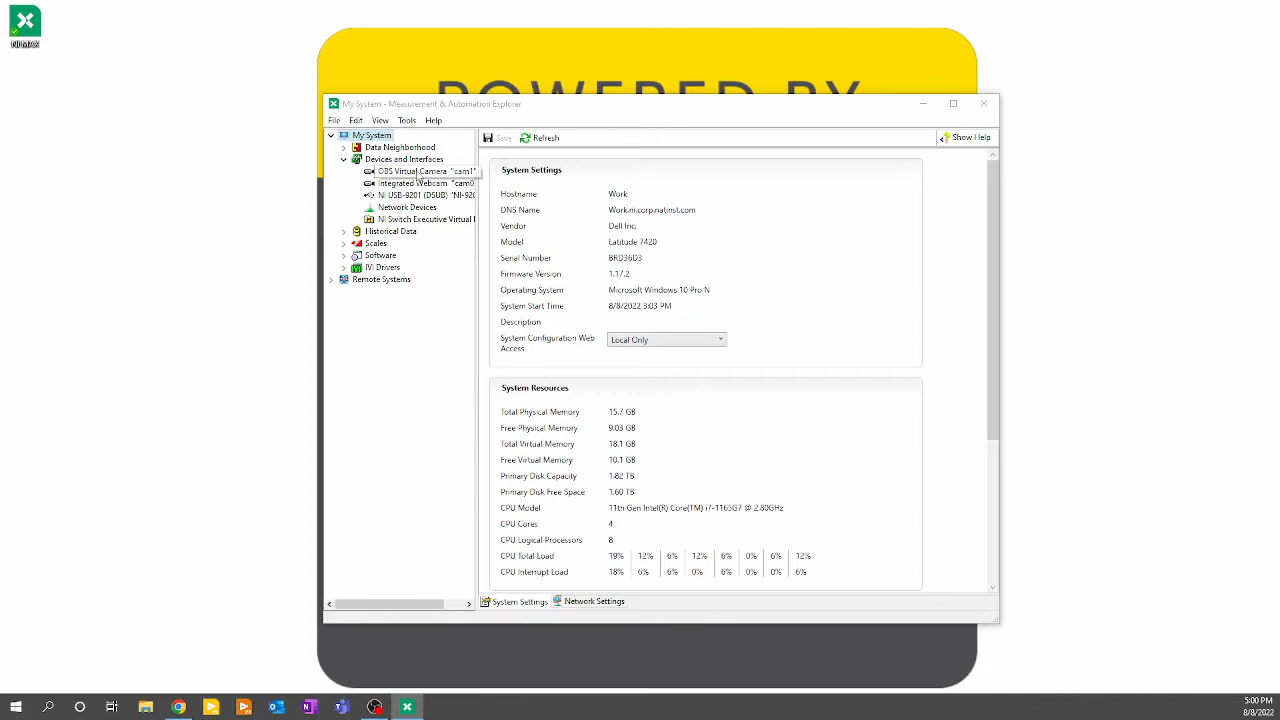 NI MAX
POWERED BY
My System - Measurement & Automation Explorer
File Edit View Tools Help
My System
Data Neighborhood
Devices and Interfaces
OBS Virtual Camera "cam1"
Integrated Webcam "cam0
NI USB-9201 (DSUB) "NI-920
Network Devices
NI Switch Executive Virtual
Historical Data
Scales
Software
IVI Drivers
Remote Systems
Save Refresh Show Help
System Settings
Hostname Work
DNS Name Work.ni.corp.natinst.com
Vendor Dell Inc.
Model Latitude 7420
Serial Number BRD36D3
Firmware Version 1.17.2
Operating System Microsoft Windows 10 Pro N
System Start Time 8/8/2022 3:03 PM
Description
System Configuration Web Access Local Only
System Resources
Total Physical Memory 15.7 GB
Free Physical Memory 9.03 GB
Total Virtual Memory 18.1 GB
Free Virtual Memory 10.1 GB
Primary Disk Capacity 1.82 TB
Primary Disk Free Space 1.60 TB
CPU Model 11th Gen Intel(R) Core(TM) i7-1165G7 @ 2.80GHz
CPU Cores 4
CPU Logical Processors 8
CPU Total Load 19% 12% 6% 12% 6% 0% 6% 12%
CPU Interrupt Load 18% 6% 6% 0% 6% 0% 0% 6%
System Settings Network Settings
5:00 PM
8/8/2022